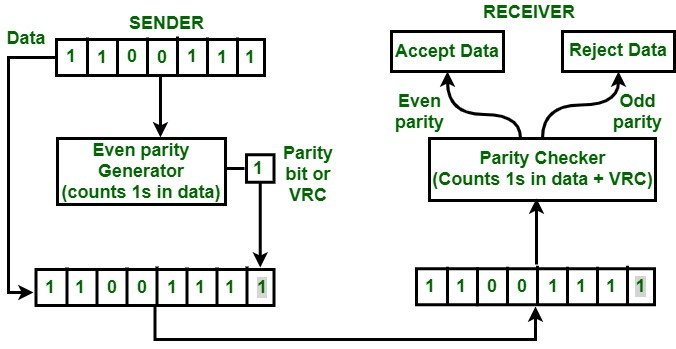 SENDER
Data
1 1 0 0 1 1 1
Even parity
Generator
(counts 1s in data)
1
Parity
bit or
VRC
1 1 0 0 1 1 1 1
RECEIVER
Accept Data
Reject Data
Even
parity
Odd
parity
Parity Checker
(Counts 1s in data + VRC)
1 1 0 0 1 1 1 1